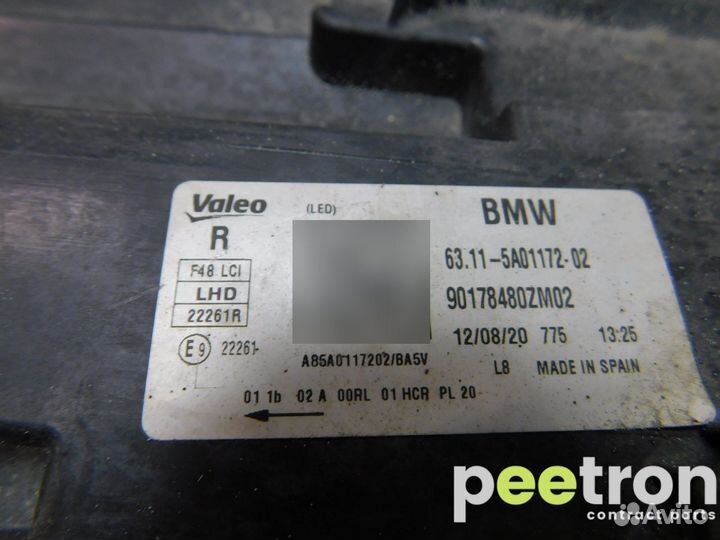 Valeo (LED) BMW
R
63.11-5A01172-02
F48 LCI
LHD
90178480ZM02
22261R
12/08/20 775 13:25
E9 22261
A85A0117202/BA5V
L8 MADE IN SPAIN
01 1b 02 A 00RL 01 HCR PL 20
peetron
contract parts
Avito